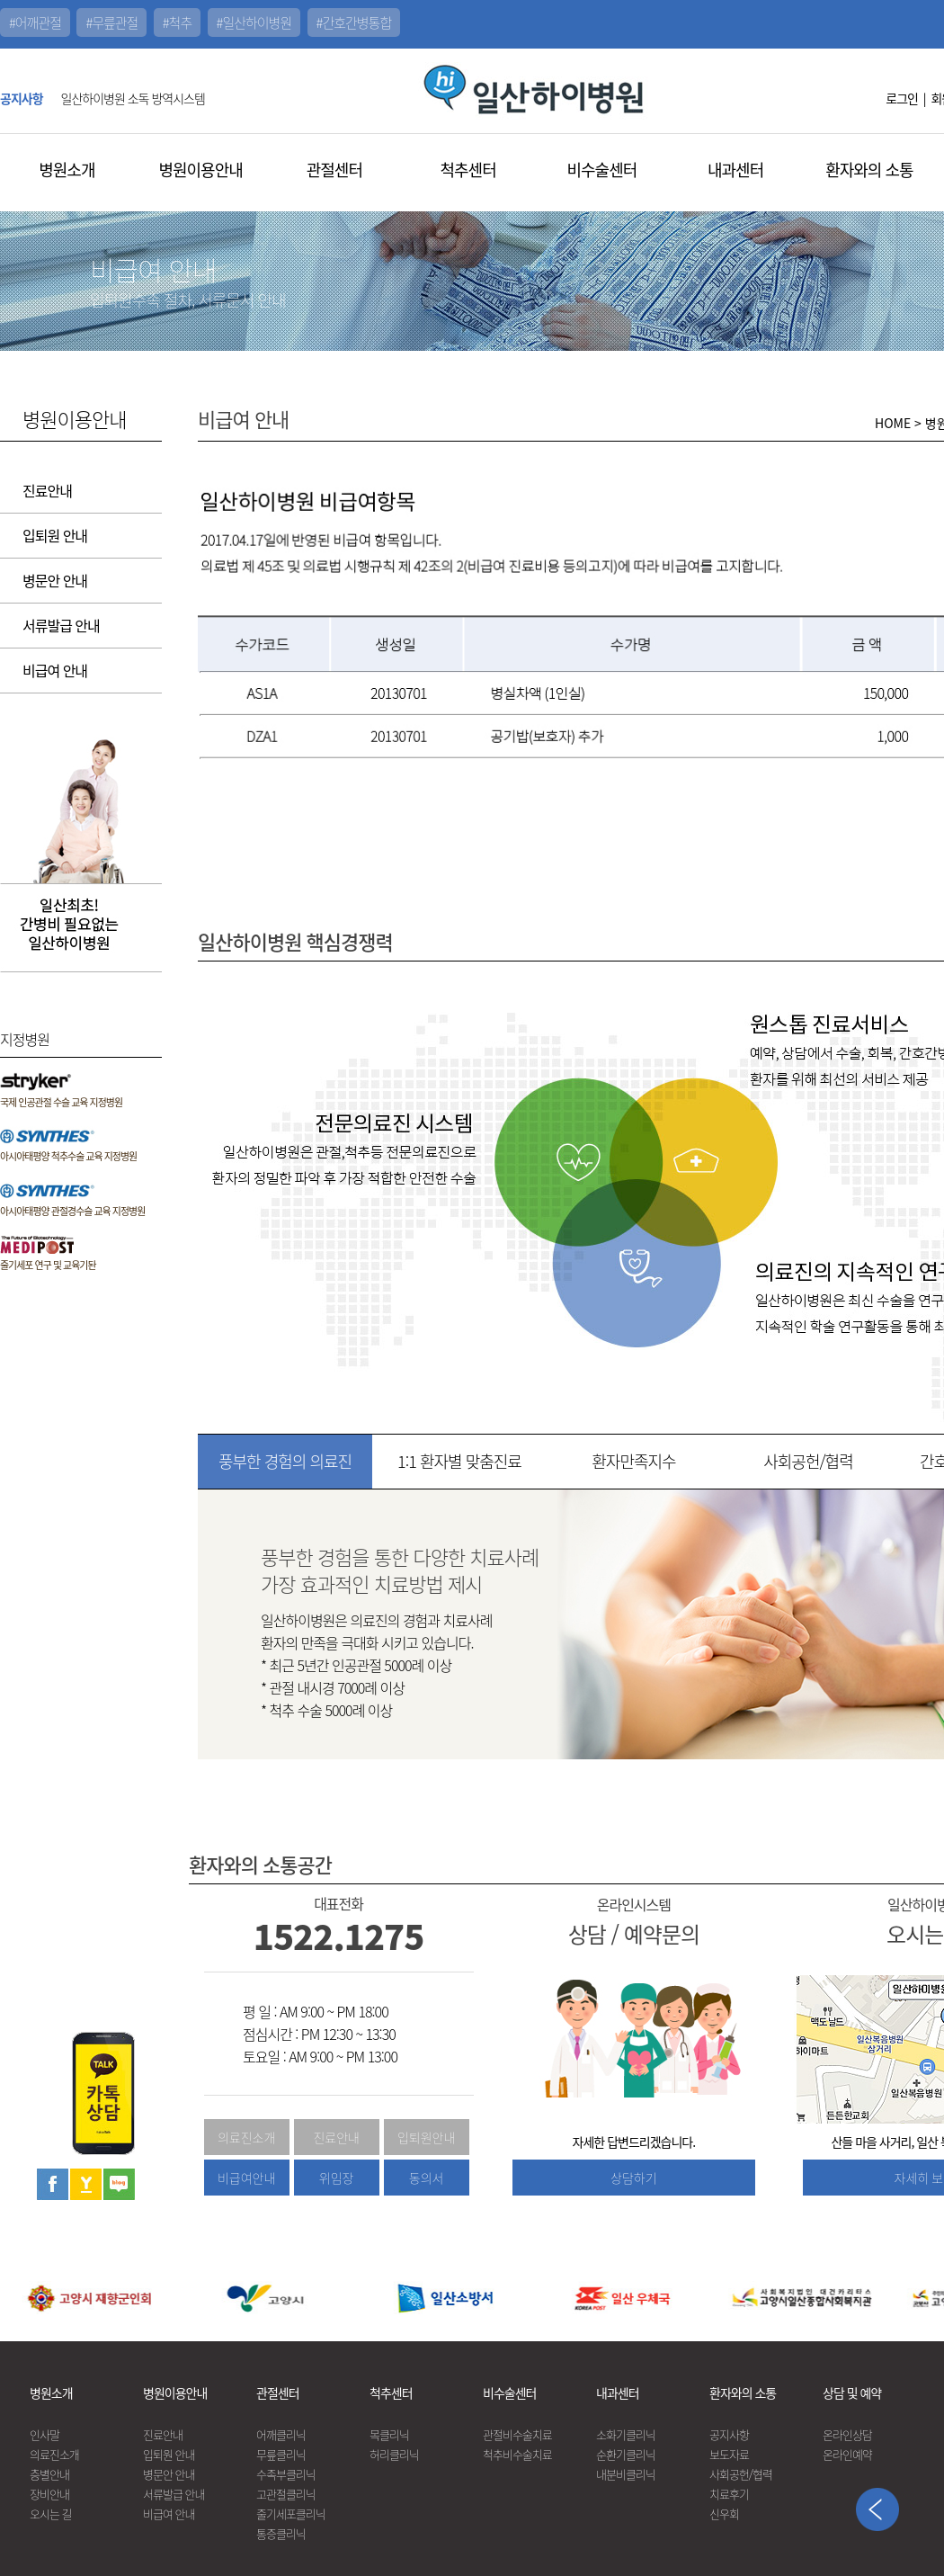 #어깨관절 #무릎관절 #척추 #일산하이병원 #간호간병통합
공지사항 일산하이병원 소독 방역시스템
hi 일산하이병원
로그인 | 회원
병원소개 병원이용안내 관절센터 척추센터 비수술센터 내과센터 환자와의 소통
비급여 안내
입퇴원수속 절차, 서류문서 안내
병원이용안내
진료안내
입퇴원 안내
병문안 안내
서류발급 안내
비급여 안내
일산최초!
간병비 필요없는
일산하이병원
지정병원
stryker®
국제 인공관절 수술 교육 지정병원
SYNTHES®
아시아태평양 척추수술 교육 지정병원
SYNTHES®
아시아태평양 관절경수술 교육 지정병원
The Future of Biotechnology
MEDIPOST
줄기세포 연구 및 교육기관
비급여 안내
HOME > 병원
일산하이병원 비급여항목
2017.04.17일에 반영된 비급여 항목입니다.
의료법 제 45조 및 의료법 시행규칙 제 42조의 2(비급여 진료비용 등의고지)에 따라 비급여를 고지합니다.
수가코드 생성일 수가명 금 액
AS1A 20130701 병실차액 (1인실) 150,000
DZA1 20130701 공기밥(보호자) 추가 1,000
일산하이병원 핵심경쟁력
원스톱 진료서비스
예약, 상담에서 수술, 회복, 간호간병
환자를 위해 최선의 서비스 제공
전문의료진 시스템
일산하이병원은 관절,척추등 전문의료진으로
환자의 정밀한 파악 후 가장 적합한 안전한 수술
의료진의 지속적인 연구
일산하이병원은 최신 수술을 연구
지속적인 학술 연구활동을 통해 최
풍부한 경험의 의료진 1:1 환자별 맞춤진료 환자만족지수 사회공헌/협력 간호
풍부한 경험을 통한 다양한 치료사례
가장 효과적인 치료방법 제시
일산하이병원은 의료진의 경험과 치료사례
환자의 만족을 극대화 시키고 있습니다.
* 최근 5년간 인공관절 5000례 이상
* 관절 내시경 7000례 이상
* 척추 수술 5000례 이상
환자와의 소통공간
대표전화
1522.1275
평 일 : AM 9:00 ~ PM 18:00
점심시간 : PM 12:30 ~ 13:30
토요일 : AM 9:00 ~ PM 13:00
의료진소개 진료안내 입퇴원안내
비급여안내 위임장 동의서
온라인시스템
상담 / 예약문의
자세한 답변드리겠습니다.
상담하기
일산하이병
오시는
일산하이병원
맥도날드
하이마트
일산복음병원
삼거리
일산복음병원
든든한교회
산들 마을 사거리, 일산
자세히 보
TALK
카톡
상담
f Y blog
고양시 재향군인회
고양시
일산소방서
KOREA POST 일산 우체국
사회복지법인 대건카리타스
고양시일산종합사회복지관
병원소개 병원이용안내 관절센터 척추센터 비수술센터 내과센터 환자와의 소통 상담 및 예약
인사말 진료안내 어깨클리닉 목클리닉 관절비수술치료 소화기클리닉 공지사항 온라인상담
의료진소개 입퇴원 안내 무릎클리닉 허리클리닉 척추비수술치료 순환기클리닉 보도자료 온라인예약
층별안내 병문안 안내 수족부클리닉 내분비클리닉 사회공헌/협력
장비안내 서류발급 안내 고관절클리닉 치료후기
오시는 길 비급여 안내 줄기세포클리닉 신우회
통증클리닉